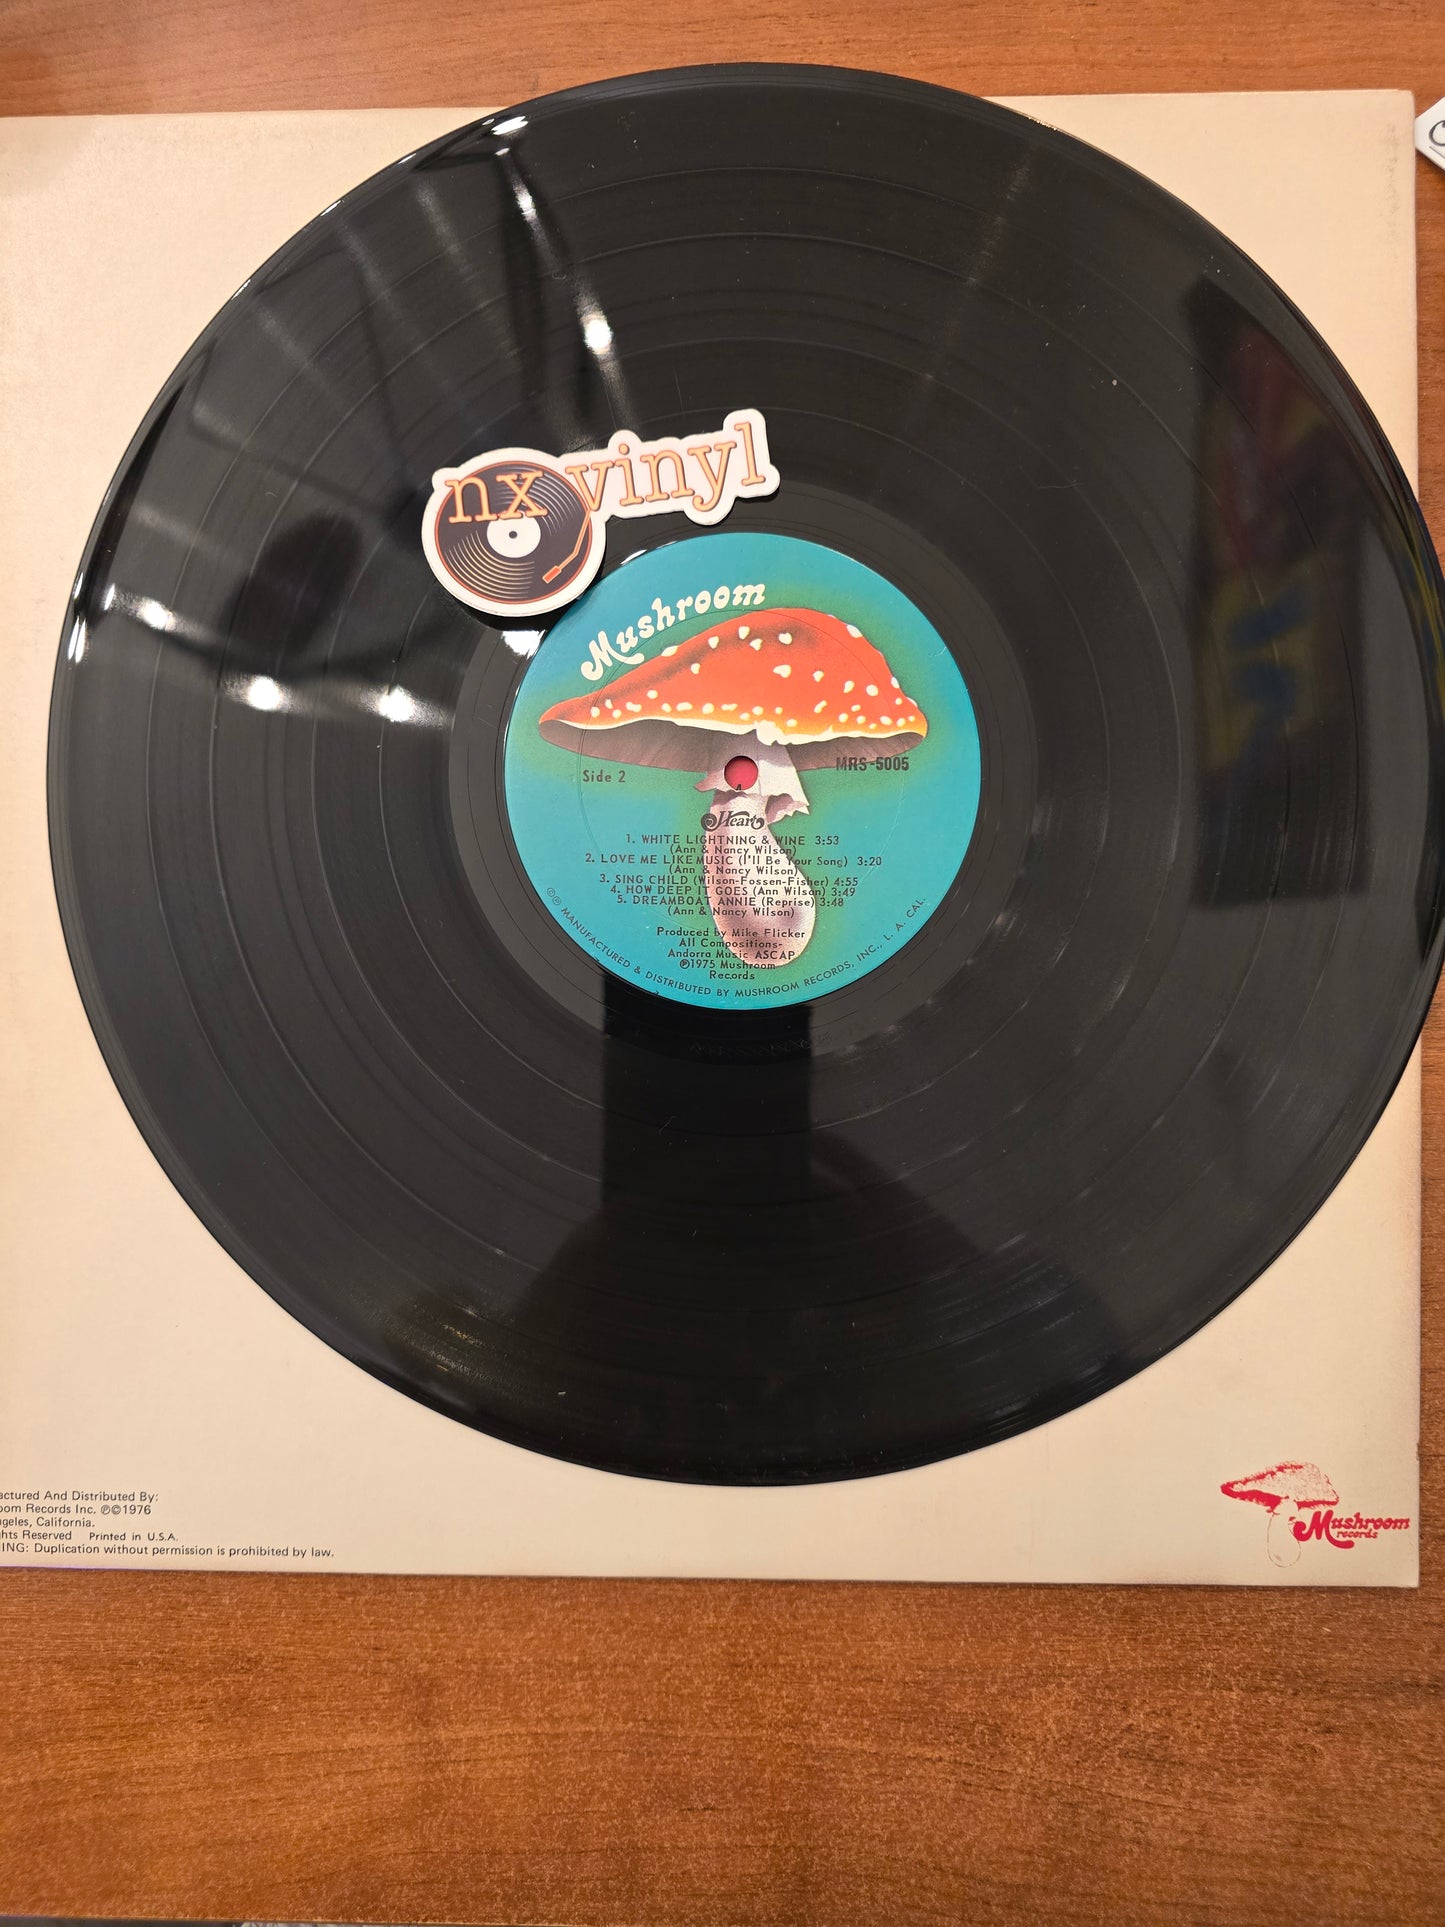 nx vinyl
Mushroom
Side 2
MRS-5005
Heart
1. WHITE LIGHTNING & WINE 3:53
(Ann & Nancy Wilson)
2. LOVE ME LIKE MUSIC (I'll Be Your Song) 3:20
(Ann & Nancy Wilson)
3. SING CHILD (Wilson-Fossen-Fisher) 4:55
4. HOW DEEP IT GOES (Ann Wilson) 3:49
5. DREAMBOAT ANNIE (Reprise) 3:48
(Ann & Nancy Wilson)
Produced by Mike Flicker
All Compositions-
Andorra Music ASCAP
℗1975 Mushroom
Records
©℗ MANUFACTURED & DISTRIBUTED BY MUSHROOM RECORDS, INC., L. A. CAL.
actured And Distributed By:
oom Records Inc. ℗©1976
ngeles, California.
hts Reserved Printed in U.S.A.
ING: Duplication without permission is prohibited by law.
Mushroom
records